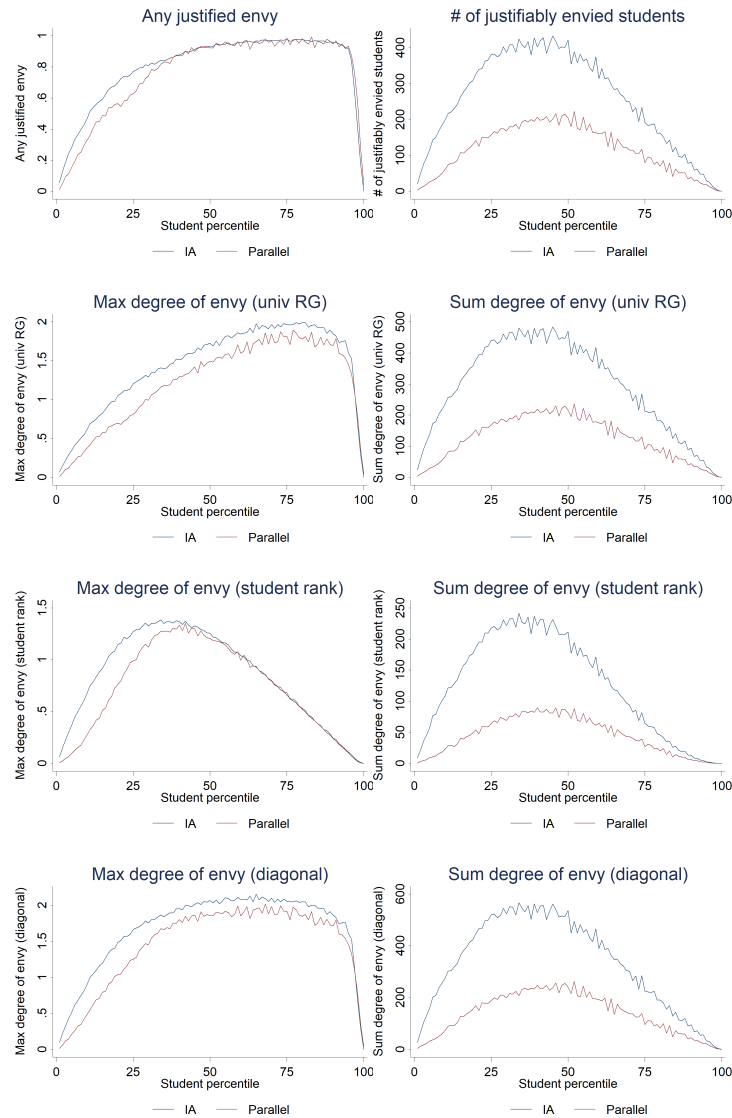 Any justified envy
Any justified envy
0 .2 .4 .6 .8 1
0 25 50 75 100
Student percentile
IA Parallel
# of justifiably envied students
# of justifiably envied students
0 100 200 300 400
0 25 50 75 100
Student percentile
IA Parallel
Max degree of envy (univ RG)
Max degree of envy (univ RG)
0 .5 1 1.5 2
0 25 50 75 100
Student percentile
IA Parallel
Sum degree of envy (univ RG)
Sum degree of envy (univ RG)
0 100 200 300 400 500
0 25 50 75 100
Student percentile
IA Parallel
Max degree of envy (student rank)
Max degree of envy (student rank)
0 .5 1 1.5
0 25 50 75 100
Student percentile
IA Parallel
Sum degree of envy (student rank)
Sum degree of envy (student rank)
0 50 100 150 200 250
0 25 50 75 100
Student percentile
IA Parallel
Max degree of envy (diagonal)
Max degree of envy (diagonal)
0 .5 1 1.5 2
0 25 50 75 100
Student percentile
IA Parallel
Sum degree of envy (diagonal)
Sum degree of envy (diagonal)
0 200 400 600
0 25 50 75 100
Student percentile
IA Parallel